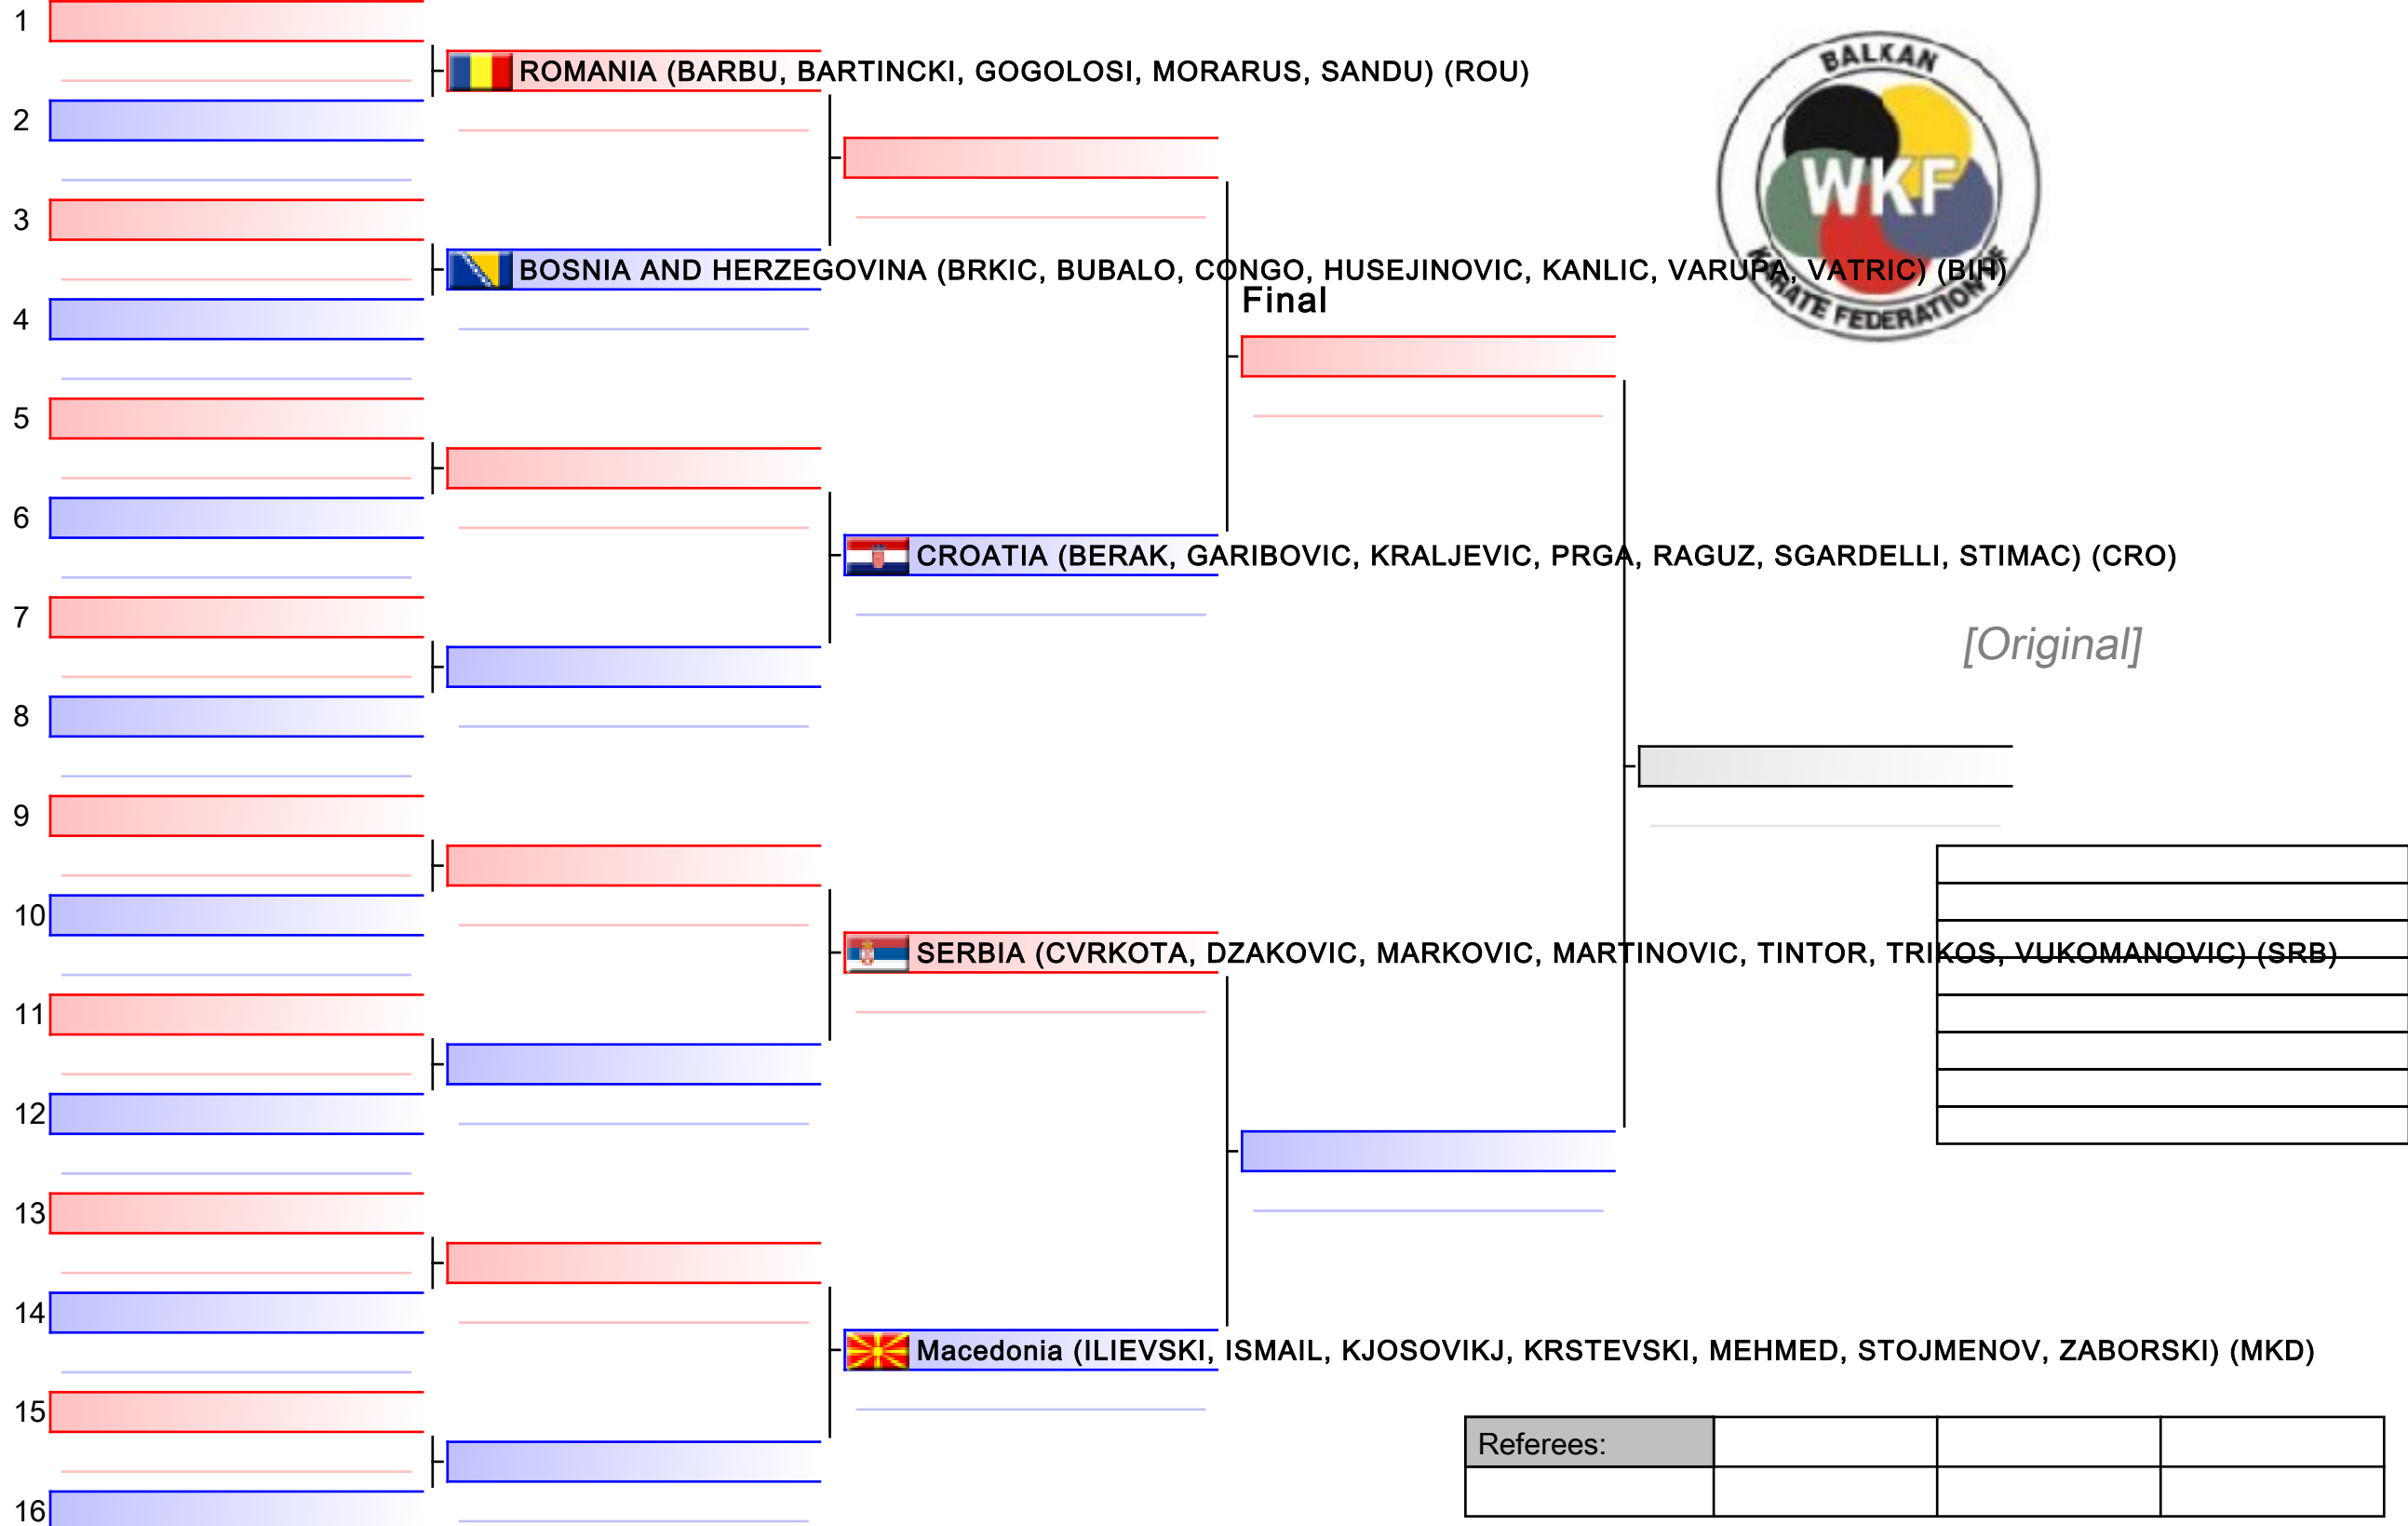 1
ROMANIA (BARBU, BARTINCKI, GOGOLOSI, MORARUS, SANDU) (ROU)
BALKAN
WKF
KARATE FEDERATION OF
2
3
BOSNIA AND HERZEGOVINA (BRKIC, BUBALO, CONGO, HUSEJINOVIC, KANLIC, VARUPA, VATRIC) (BIH)
Final
4
5
6
CROATIA (BERAK, GARIBOVIC, KRALJEVIC, PRGA, RAGUZ, SGARDELLI, STIMAC) (CRO)
7
[Original]
8
9
10
SERBIA (CVRKOTA, DZAKOVIC, MARKOVIC, MARTINOVIC, TINTOR, TRIKOS, VUKOMANOVIC) (SRB)
11
12
13
14
Macedonia (ILIEVSKI, ISMAIL, KJOSOVIKJ, KRSTEVSKI, MEHMED, STOJMENOV, ZABORSKI) (MKD)
15
Referees:
16